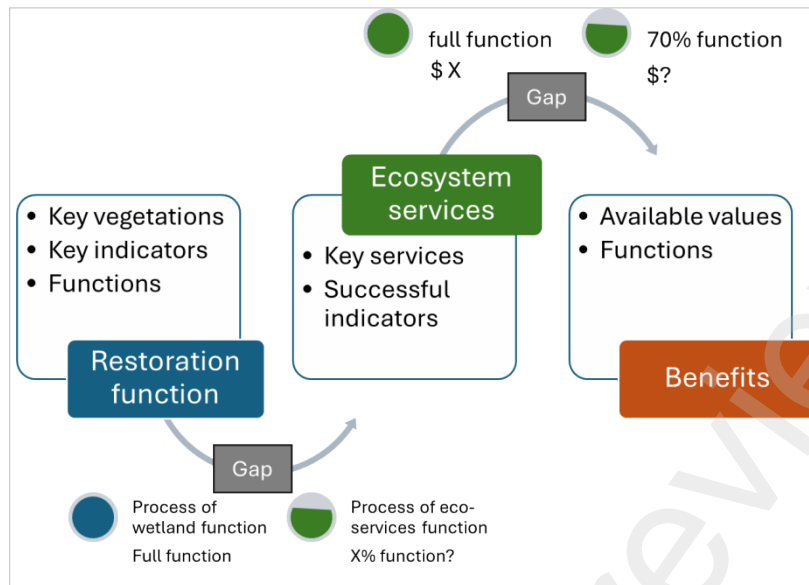 full function
$ X
70% function
$?
Gap
Ecosystem
services
• Key vegetations
• Key indicators
• Functions
• Key services
• Successful
indicators
• Available values
• Functions
Restoration
function
Benefits
Gap
Process of
wetland function
Full function
Process of eco-
services function
X% function?